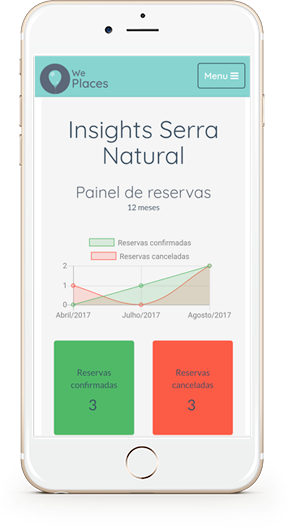 We
Places
Menu
Insights Serra
Natural
Painel de reservas
12 meses
Reservas confirmadas
Reservas canceladas
2
1
0
Abril/2017 Julho/2017 Agosto/2017
Reservas
confirmadas
3
Reservas
canceladas
3